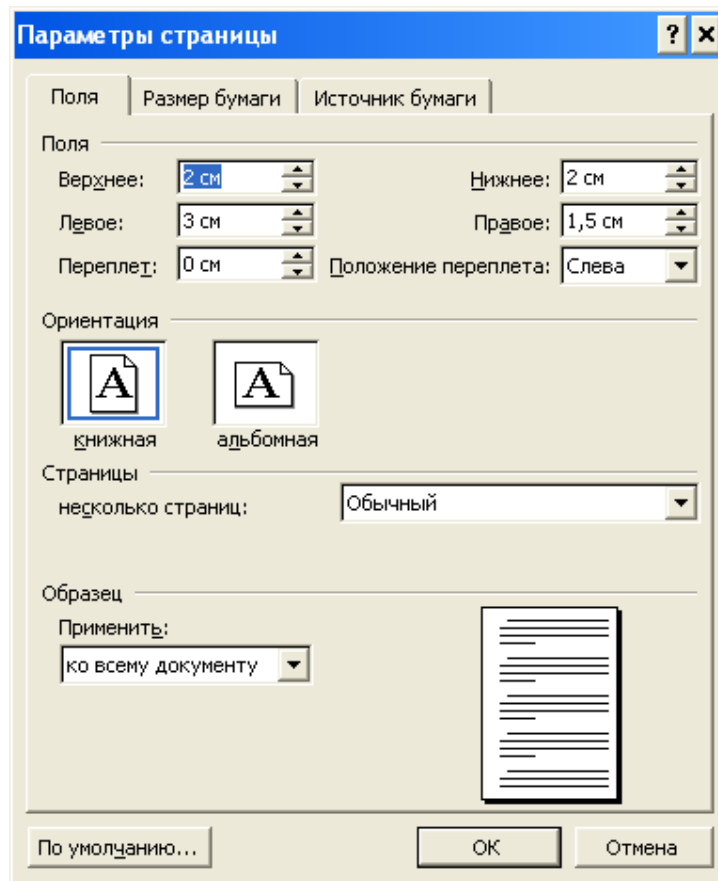 Параметры страницы
Поля Размер бумаги Источник бумаги
Поля
Верхнее: 2 см Нижнее: 2 см
Левое: 3 см Правое: 1,5 см
Переплет: 0 см Положение переплета: Слева
Ориентация
A A
книжная альбомная
Страницы
несколько страниц: Обычный
Образец
Применить:
ко всему документу
По умолчанию... ОК Отмена